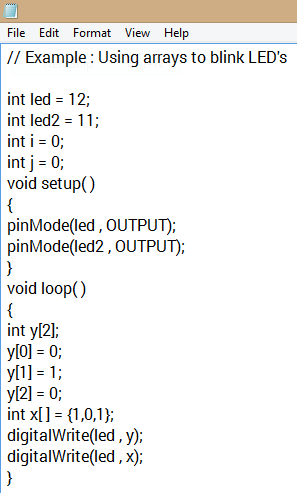 File Edit Format View Help
// Example : Using arrays to blink LED's
int led = 12;
int led2 = 11;
int i = 0;
int j = 0;
void setup( )
{
pinMode(led , OUTPUT);
pinMode(led2 , OUTPUT);
}
void loop( )
{
int y[2];
y[0] = 0;
y[1] = 1;
y[2] = 0;
int x[ ] = {1,0,1};
digitalWrite(led , y);
digitalWrite(led , x);
}